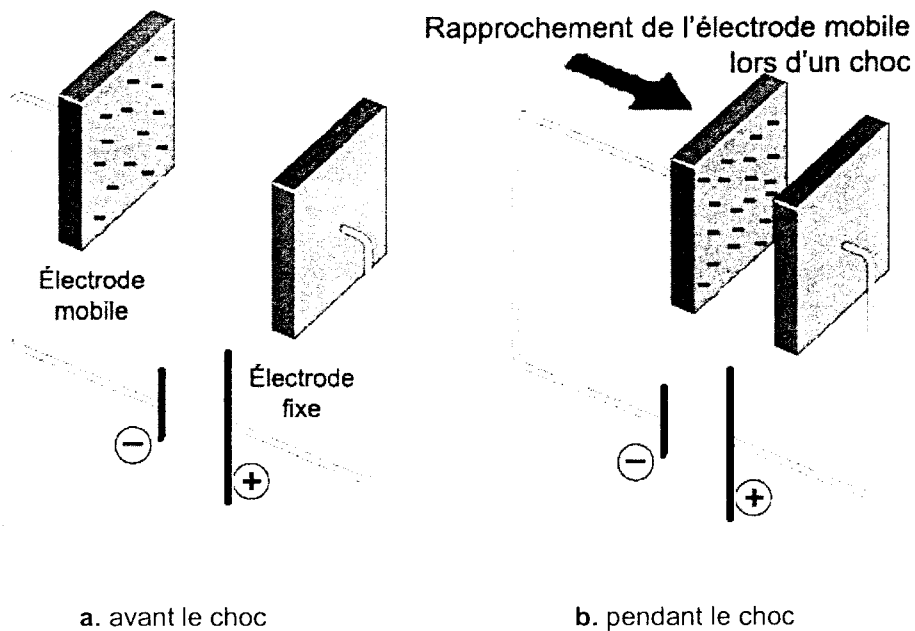 Rapprochement de l'électrode mobile
lors d'un choc
Électrode
mobile
Électrode
fixe
−
+
−
+
a. avant le choc
b. pendant le choc